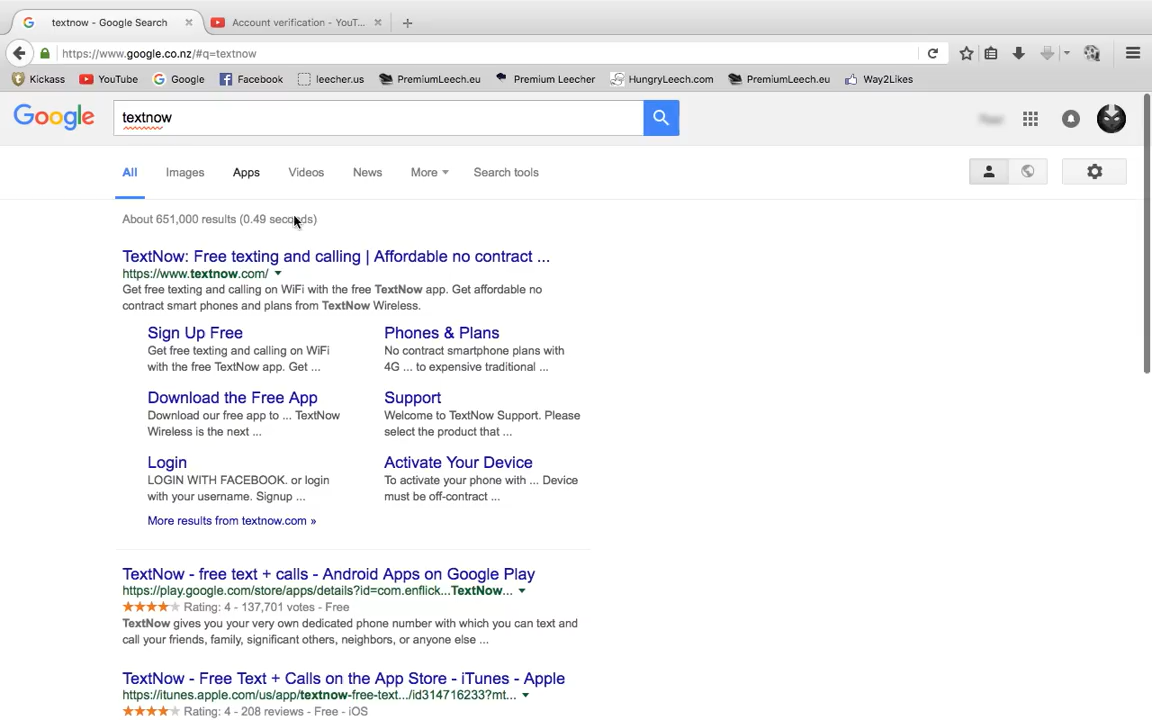 textnow - Google Search
Account verification - YouT...
https://www.google.co.nz/#q=textnow
Kickass YouTube Google Facebook leecher.us PremiumLeech.eu Premium Leecher HungryLeech.com PremiumLeech.eu Way2Likes
Google
textnow
All Images Apps Videos News More Search tools
About 651,000 results (0.49 seconds)
TextNow: Free texting and calling | Affordable no contract ...
https://www.textnow.com/
Get free texting and calling on WiFi with the free TextNow app. Get affordable no
contract smart phones and plans from TextNow Wireless.
Sign Up Free
Get free texting and calling on WiFi
with the free TextNow app. Get ...
Phones & Plans
No contract smartphone plans with
4G ... to expensive traditional ...
Download the Free App
Download our free app to ... TextNow
Wireless is the next ...
Support
Welcome to TextNow Support. Please
select the product that ...
Login
LOGIN WITH FACEBOOK. or login
with your username. Signup ...
Activate Your Device
To activate your phone with ... Device
must be off-contract ...
More results from textnow.com »
TextNow - free text + calls - Android Apps on Google Play
https://play.google.com/store/apps/details?id=com.enflick...TextNow...
Rating: 4 - 137,701 votes - Free
TextNow gives you your very own dedicated phone number with which you can text and
call your friends, family, significant others, neighbors, or anyone else ...
TextNow - Free Text + Calls on the App Store - iTunes - Apple
https://itunes.apple.com/us/app/textnow-free-text.../id314716233?mt...
Rating: 4 - 208 reviews - Free - iOS